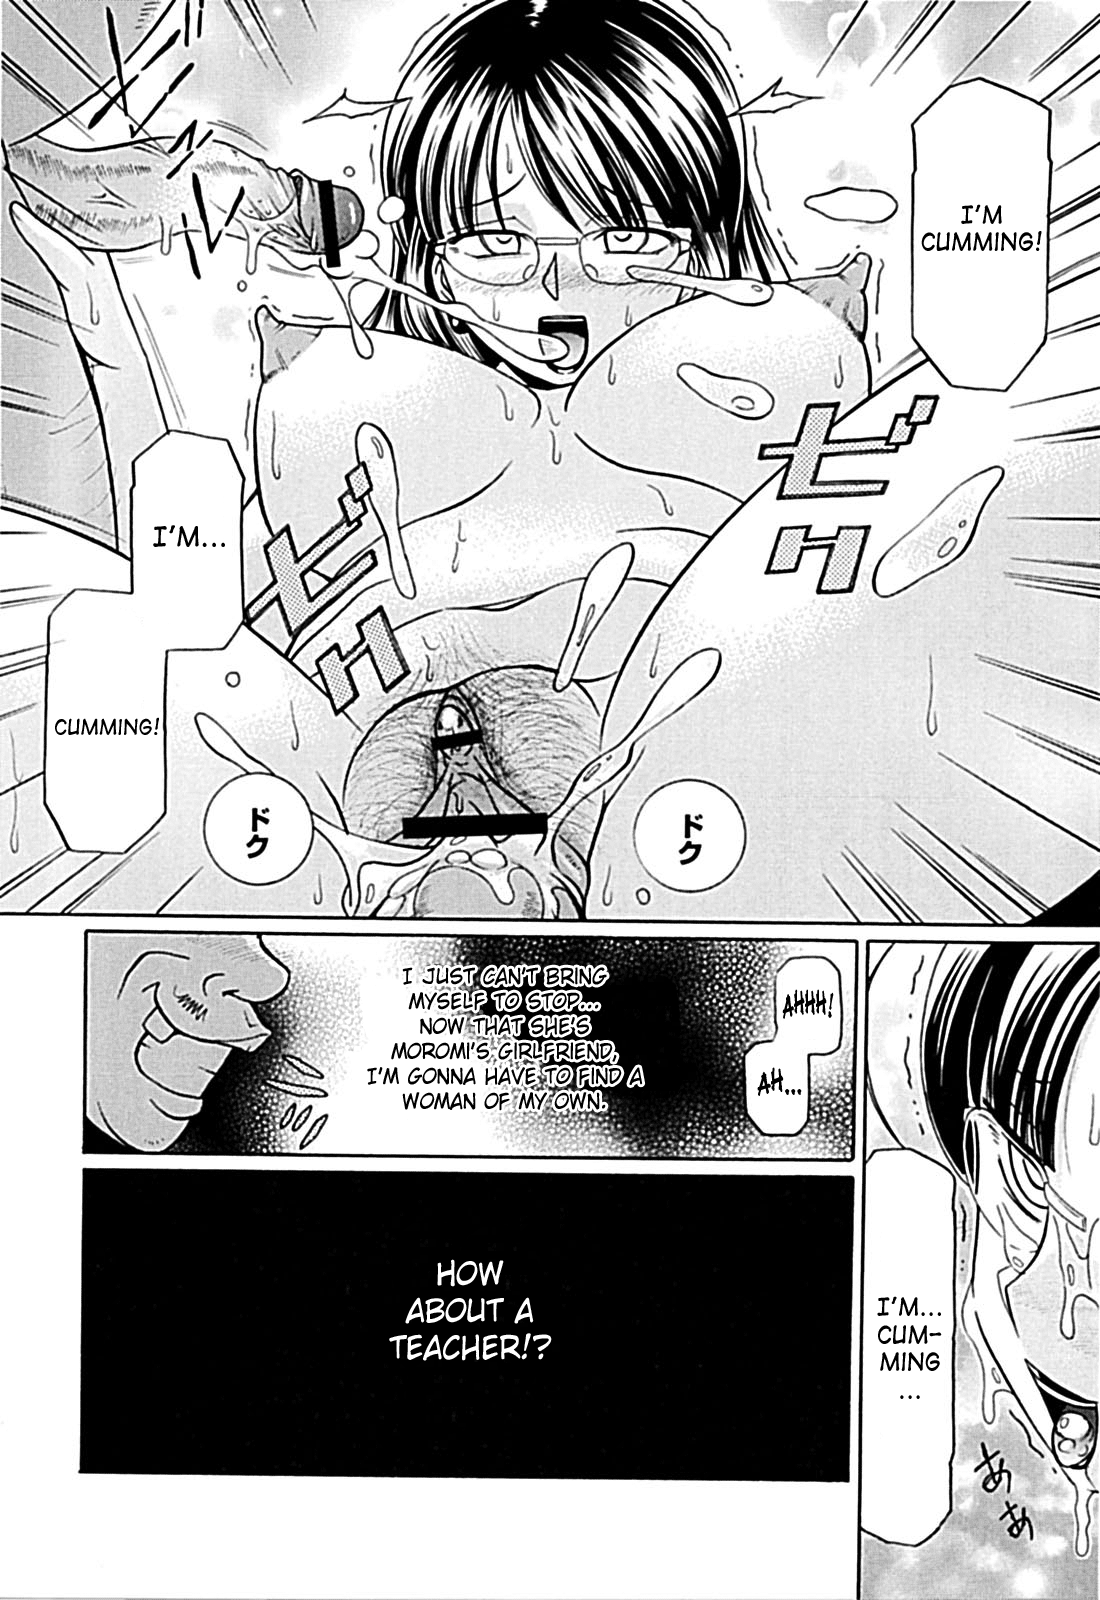 I'M
CUMMING!
I'M...
CUMMING!
ビク
ビク
ドク
ドク
I JUST CAN'T BRING
MYSELF TO STOP...
NOW THAT SHE'S
MOROMI'S GIRLFRIEND,
I'M GONNA HAVE TO FIND A
WOMAN OF MY OWN.
AHHH!
AH...
I'M...
CUM-
MING
...
ああ
HOW
ABOUT A
TEACHER!?